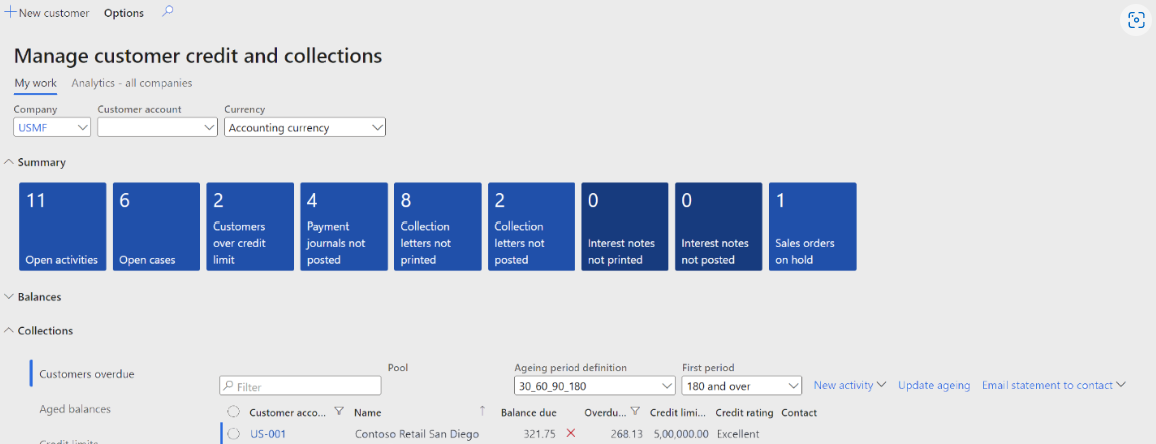 New customer Options
Manage customer credit and collections
My work Analytics - all companies
Company Customer account Currency
USMF Accounting currency
Summary
11 6 2 4 8 2 0 0 1
Customers Payment Collection Collection
over credit journals not letters not letters not Interest notes Interest notes Sales orders
Open activities Open cases limit posted printed posted not printed not posted on hold
Balances
Collections
Pool Ageing period definition First period
Customers overdue
Filter 30_60_90_180 180 and over New activity Update ageing Email statement to contact
Aged balances
Customer acco... Name Balance due Overdu... Credit limi... Credit rating Contact
US-001 Contoso Retail San Diego 321.75 268.13 5,00,000.00 Excellent
Credit limits